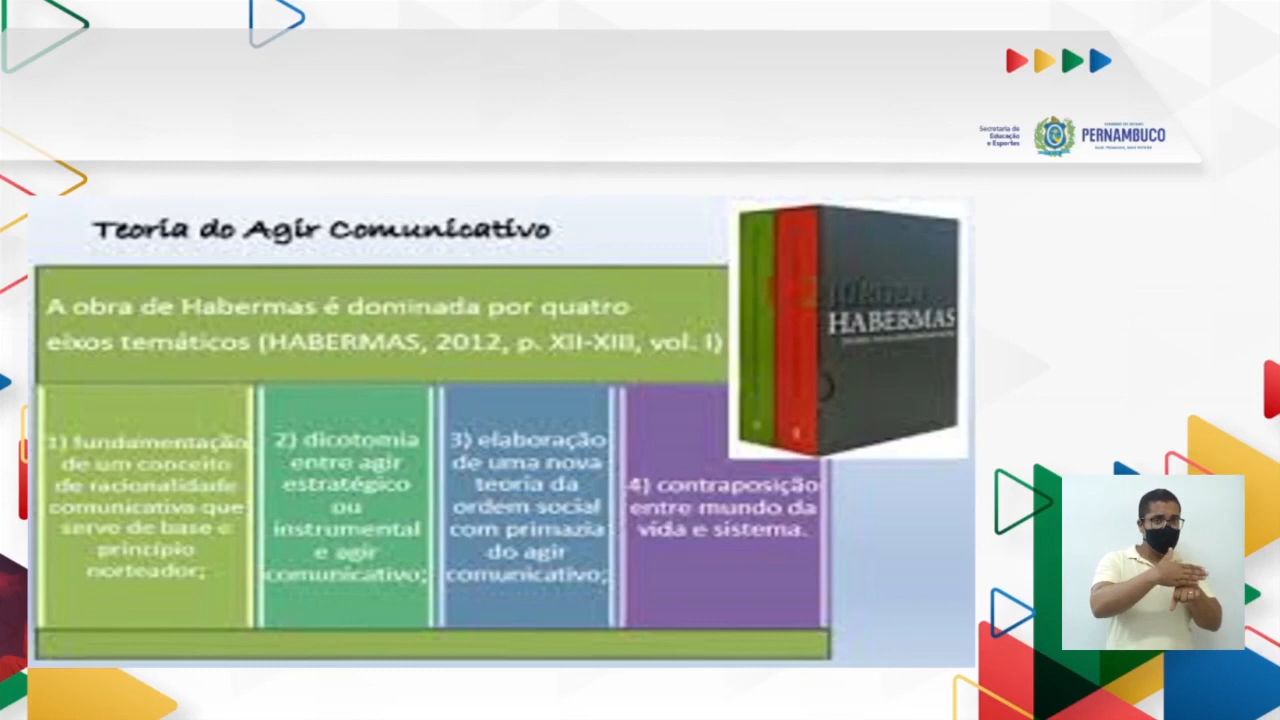 Secretaria de
Educação
e Esportes
PERNAMBUCO
Teoria do Agir Comunicativo
A obra de Habermas é dominada por quatro
eixos temáticos (HABERMAS, 2012, p. XII-XIII, vol. I)
JÜRGEN
HABERMAS
1) fundamentação
de um conceito
de racionalidade
comunicativa que
serve de base e
princípio
norteador;
2) dicotomia
entre agir
estratégico
ou
instrumental
e agir
comunicativo;
3) elaboração
de uma nova
teoria da
ordem social
com primazia
do agir
comunicativo;
4) contraposição
entre mundo da
vida e sistema.